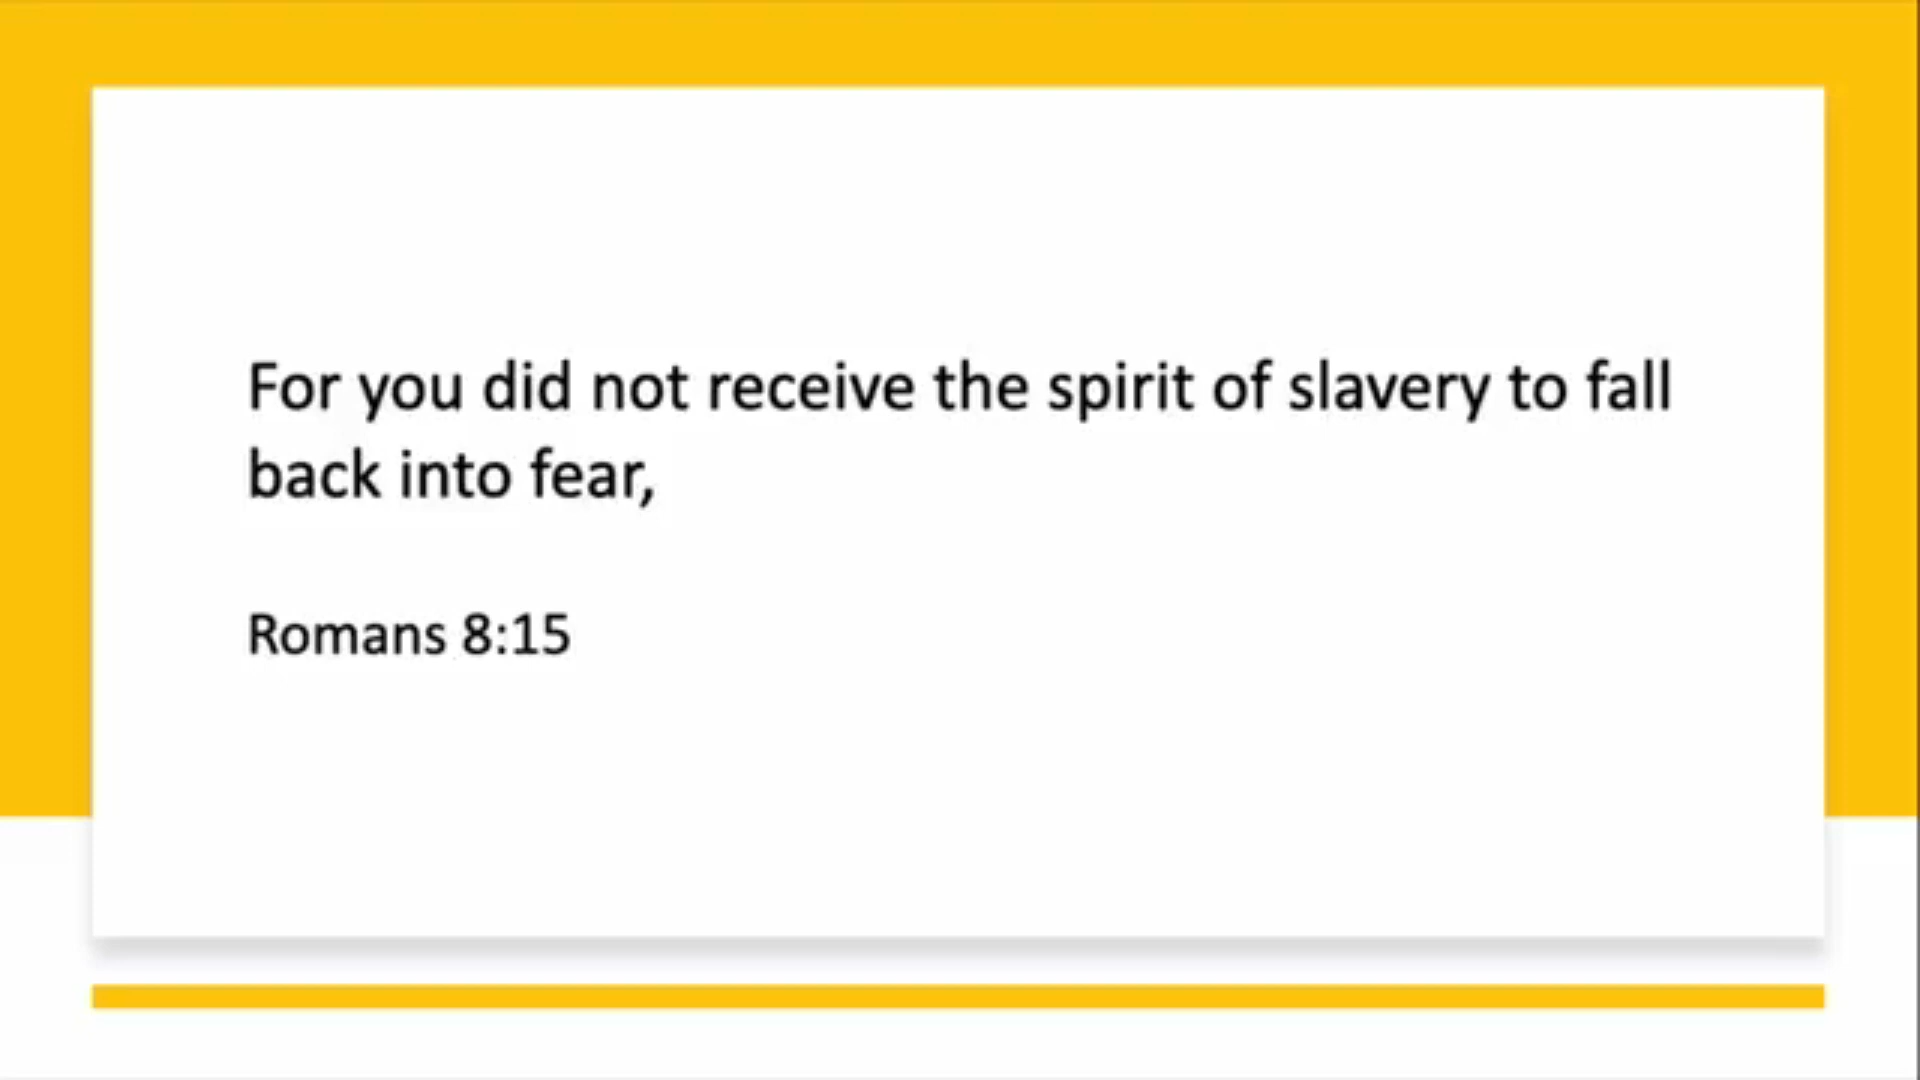 For you did not receive the spirit of slavery to fall
back into fear,
Romans 8:15